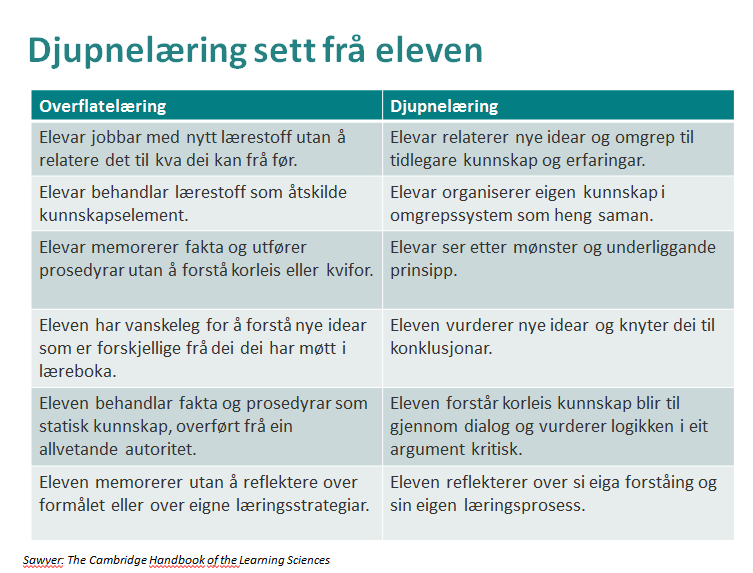 Djupnelæring sett frå eleven
Overflatelæring
Djupnelæring
Elevar jobbar med nytt lærestoff utan å
relatere det til kva dei kan frå før.
Elevar relaterer nye idear og omgrep til
tidlegare kunnskap og erfaringar.
Elevar behandlar lærestoff som åtskilde
kunnskapselement.
Elevar organiserer eigen kunnskap i
omgrepssystem som heng saman.
Elevar memorerer fakta og utfører
prosedyrar utan å forstå korleis eller kvifor.
Elevar ser etter mønster og underliggande
prinsipp.
Eleven har vanskeleg for å forstå nye idear
som er forskjellige frå dei dei har møtt i
læreboka.
Eleven vurderer nye idear og knyter dei til
konklusjonar.
Eleven behandlar fakta og prosedyrar som
statisk kunnskap, overført frå ein
allvetande autoritet.
Eleven forstår korleis kunnskap blir til
gjennom dialog og vurderer logikken i eit
argument kritisk.
Eleven memorerer utan å reflektere over
formålet eller over eigne læringsstrategiar.
Eleven reflekterer over si eiga forståing og
sin eigen læringsprosess.
Sawyer: The Cambridge Handbook of the Learning Sciences